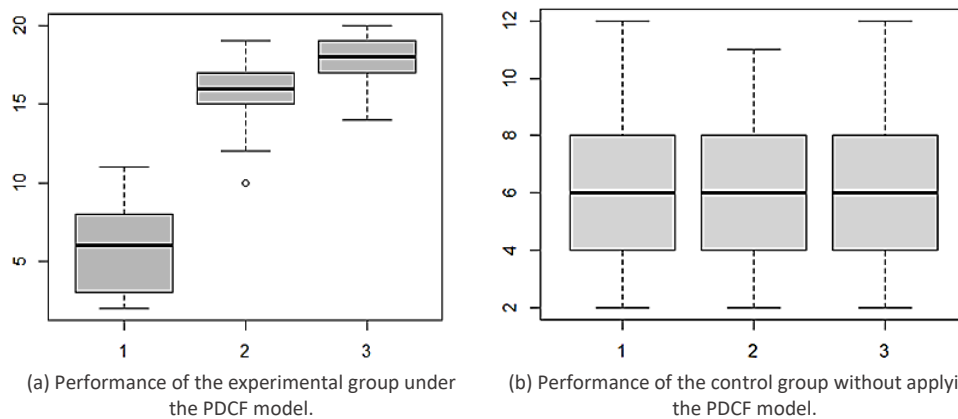 20
15
10
5
1 2 3
12
10
8
6
4
2
1 2 3
(a) Performance of the experimental group under
the PDCF model.
(b) Performance of the control group without applyi
the PDCF model.